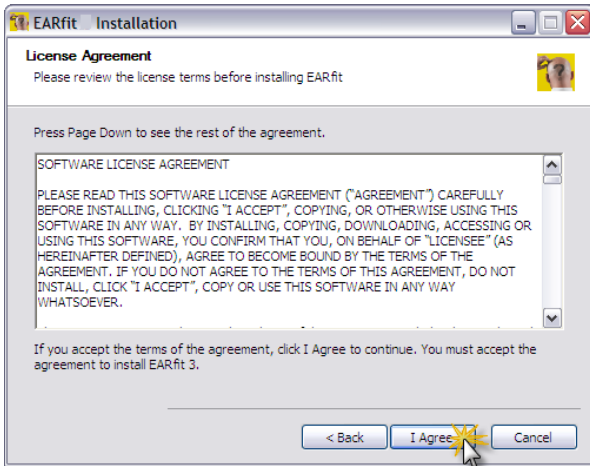 EARfit Installation
License Agreement
Please review the license terms before installing EARfit
Press Page Down to see the rest of the agreement.
SOFTWARE LICENSE AGREEMENT
PLEASE READ THIS SOFTWARE LICENSE AGREEMENT ("AGREEMENT") CAREFULLY
BEFORE INSTALLING, CLICKING "I ACCEPT", COPYING, OR OTHERWISE USING THIS
SOFTWARE IN ANY WAY.  BY INSTALLING, COPYING, DOWNLOADING, ACCESSING OR
USING THIS SOFTWARE, YOU CONFIRM THAT YOU, ON BEHALF OF "LICENSEE" (AS
HEREINAFTER DEFINED), AGREE TO BECOME BOUND BY THE TERMS OF THE
AGREEMENT. IF YOU DO NOT AGREE TO THE TERMS OF THIS AGREEMENT, DO NOT
INSTALL, CLICK "I ACCEPT", COPY OR USE THIS SOFTWARE IN ANY WAY
WHATSOEVER.
If you accept the terms of the agreement, click I Agree to continue. You must accept the
agreement to install EARfit 3.
< Back I Agree Cancel